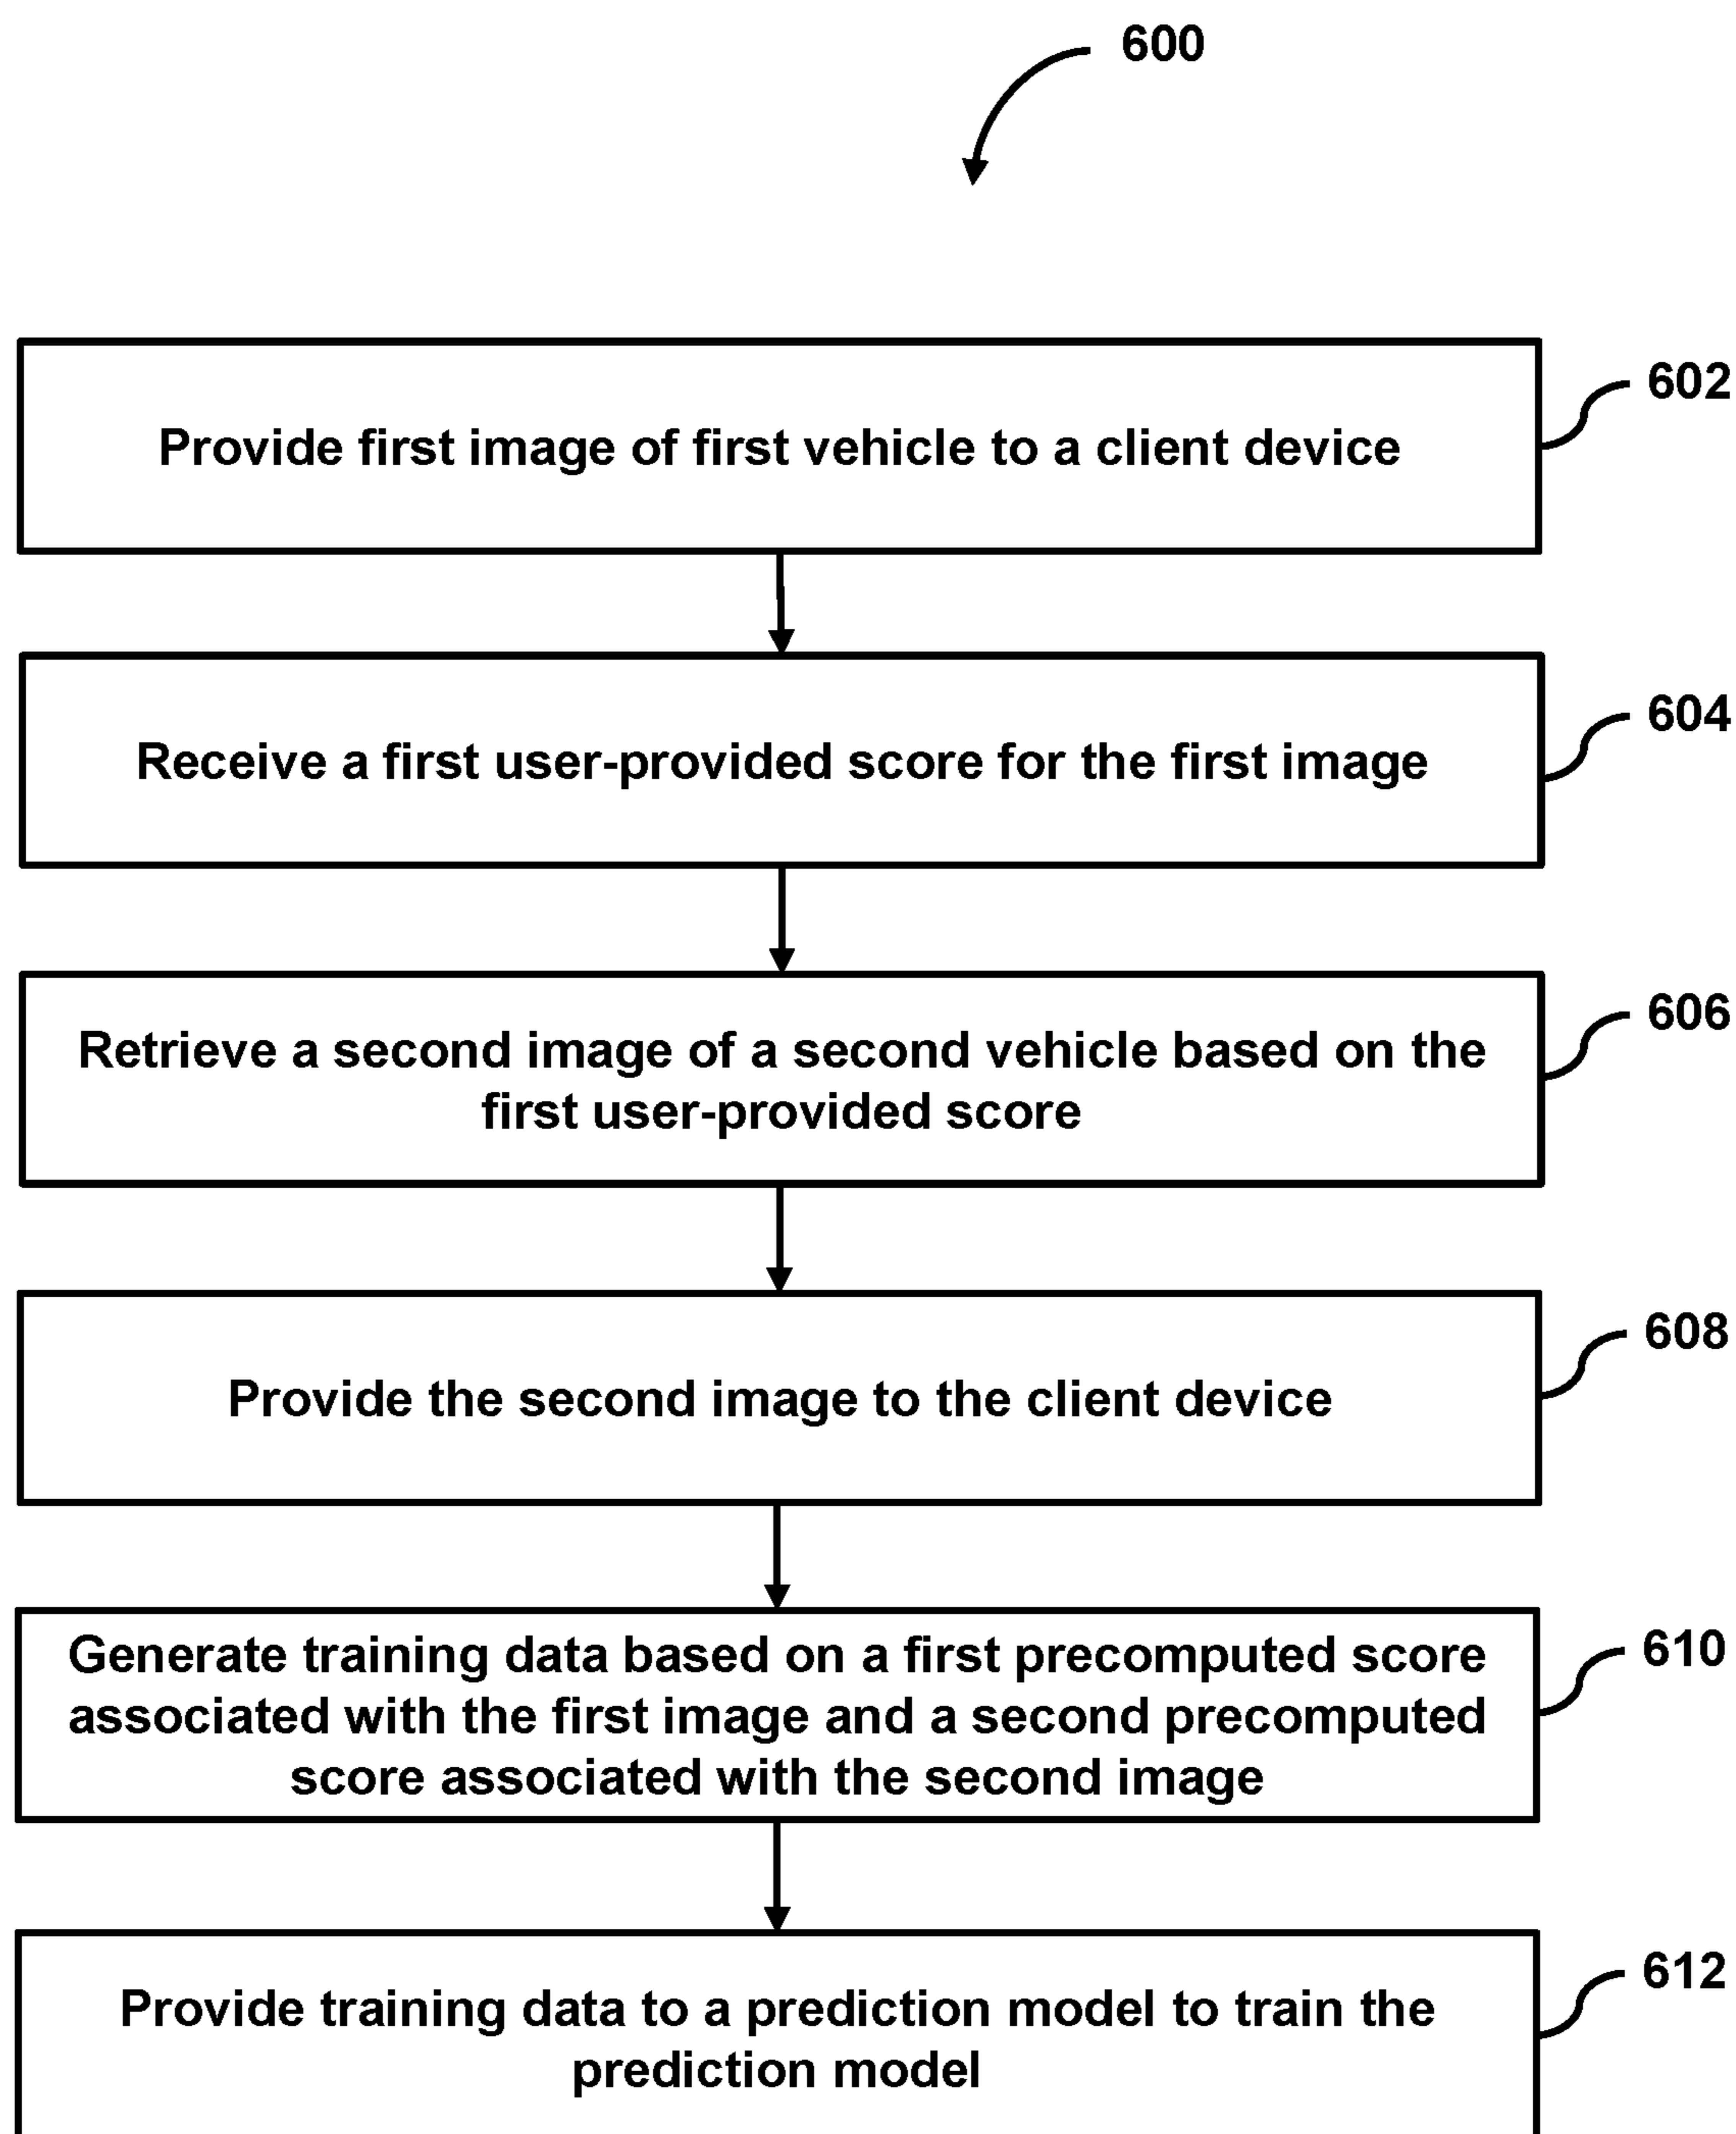 600
602
Provide first image of first vehicle to a client device
604
Receive a first user-provided score for the first image
606
Retrieve a second image of a second vehicle based on the
first user-provided score
608
Provide the second image to the client device
610
Generate training data based on a first precomputed score
associated with the first image and a second precomputed
score associated with the second image
612
Provide training data to a prediction model to train the
prediction model